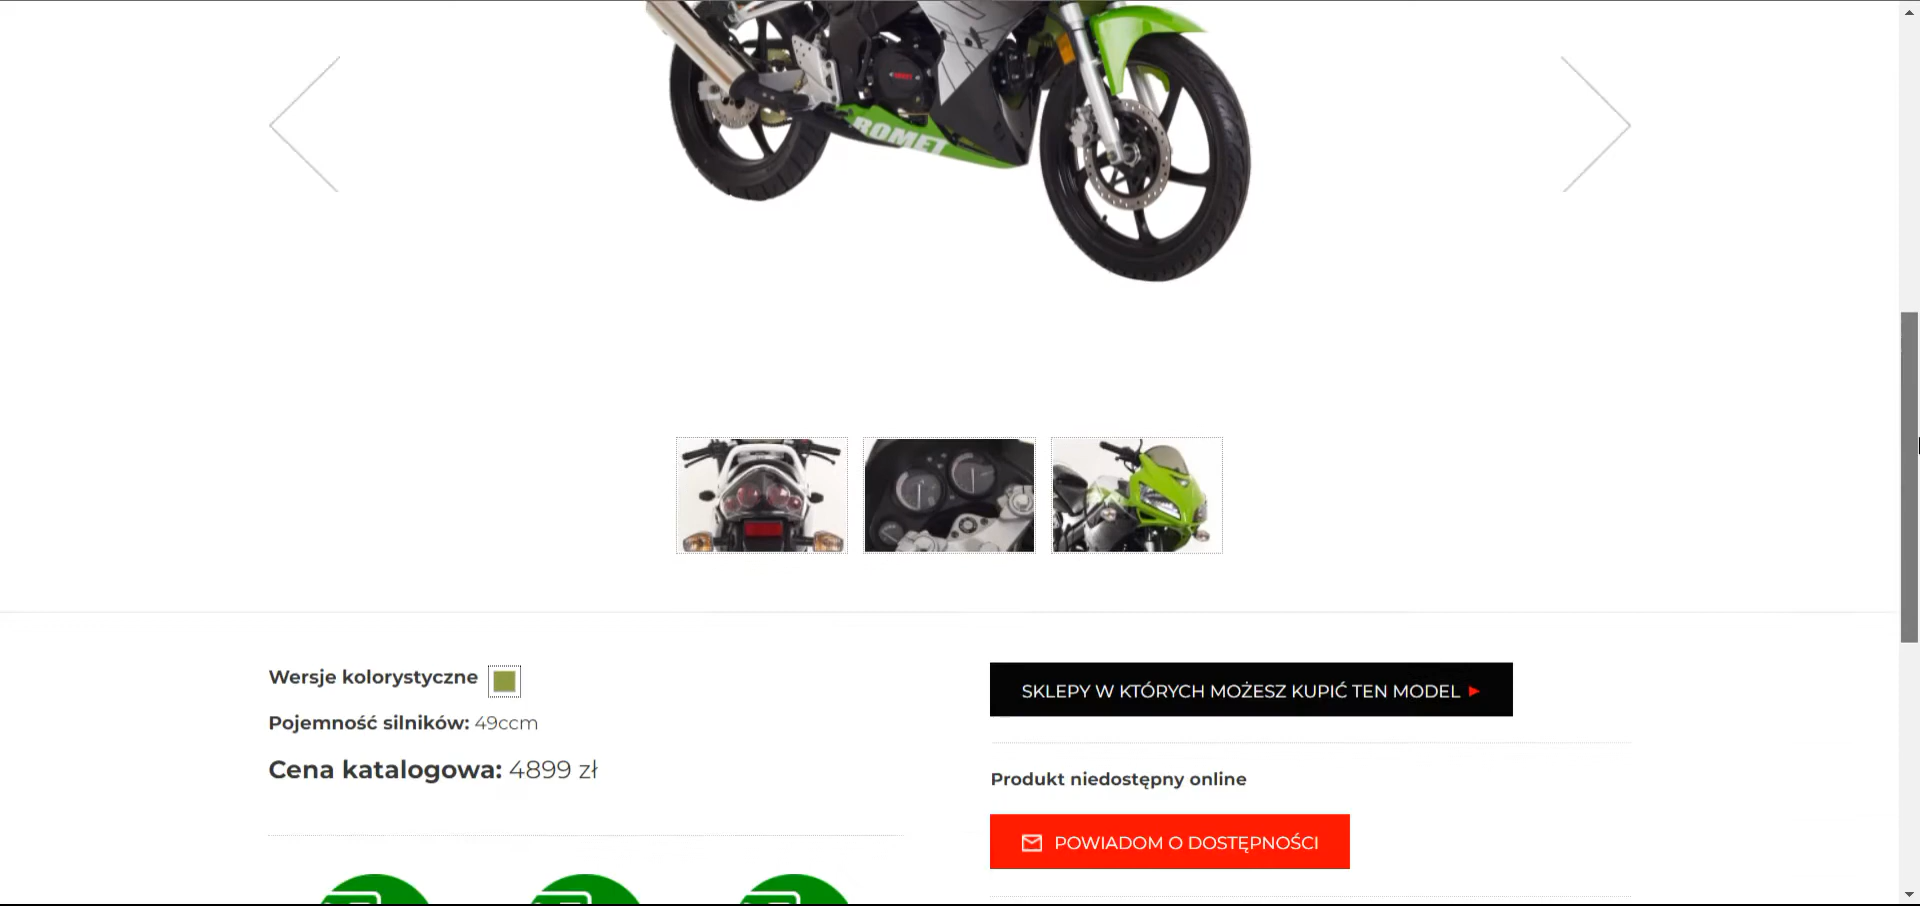 ROMET
Wersje kolorystyczne
Pojemność silników: 49ccm
Cena katalogowa: 4899 zł
SKLEPY W KTÓRYCH MOŻESZ KUPIĆ TEN MODEL ►
Produkt niedostępny online
POWIADOM O DOSTĘPNOŚCI